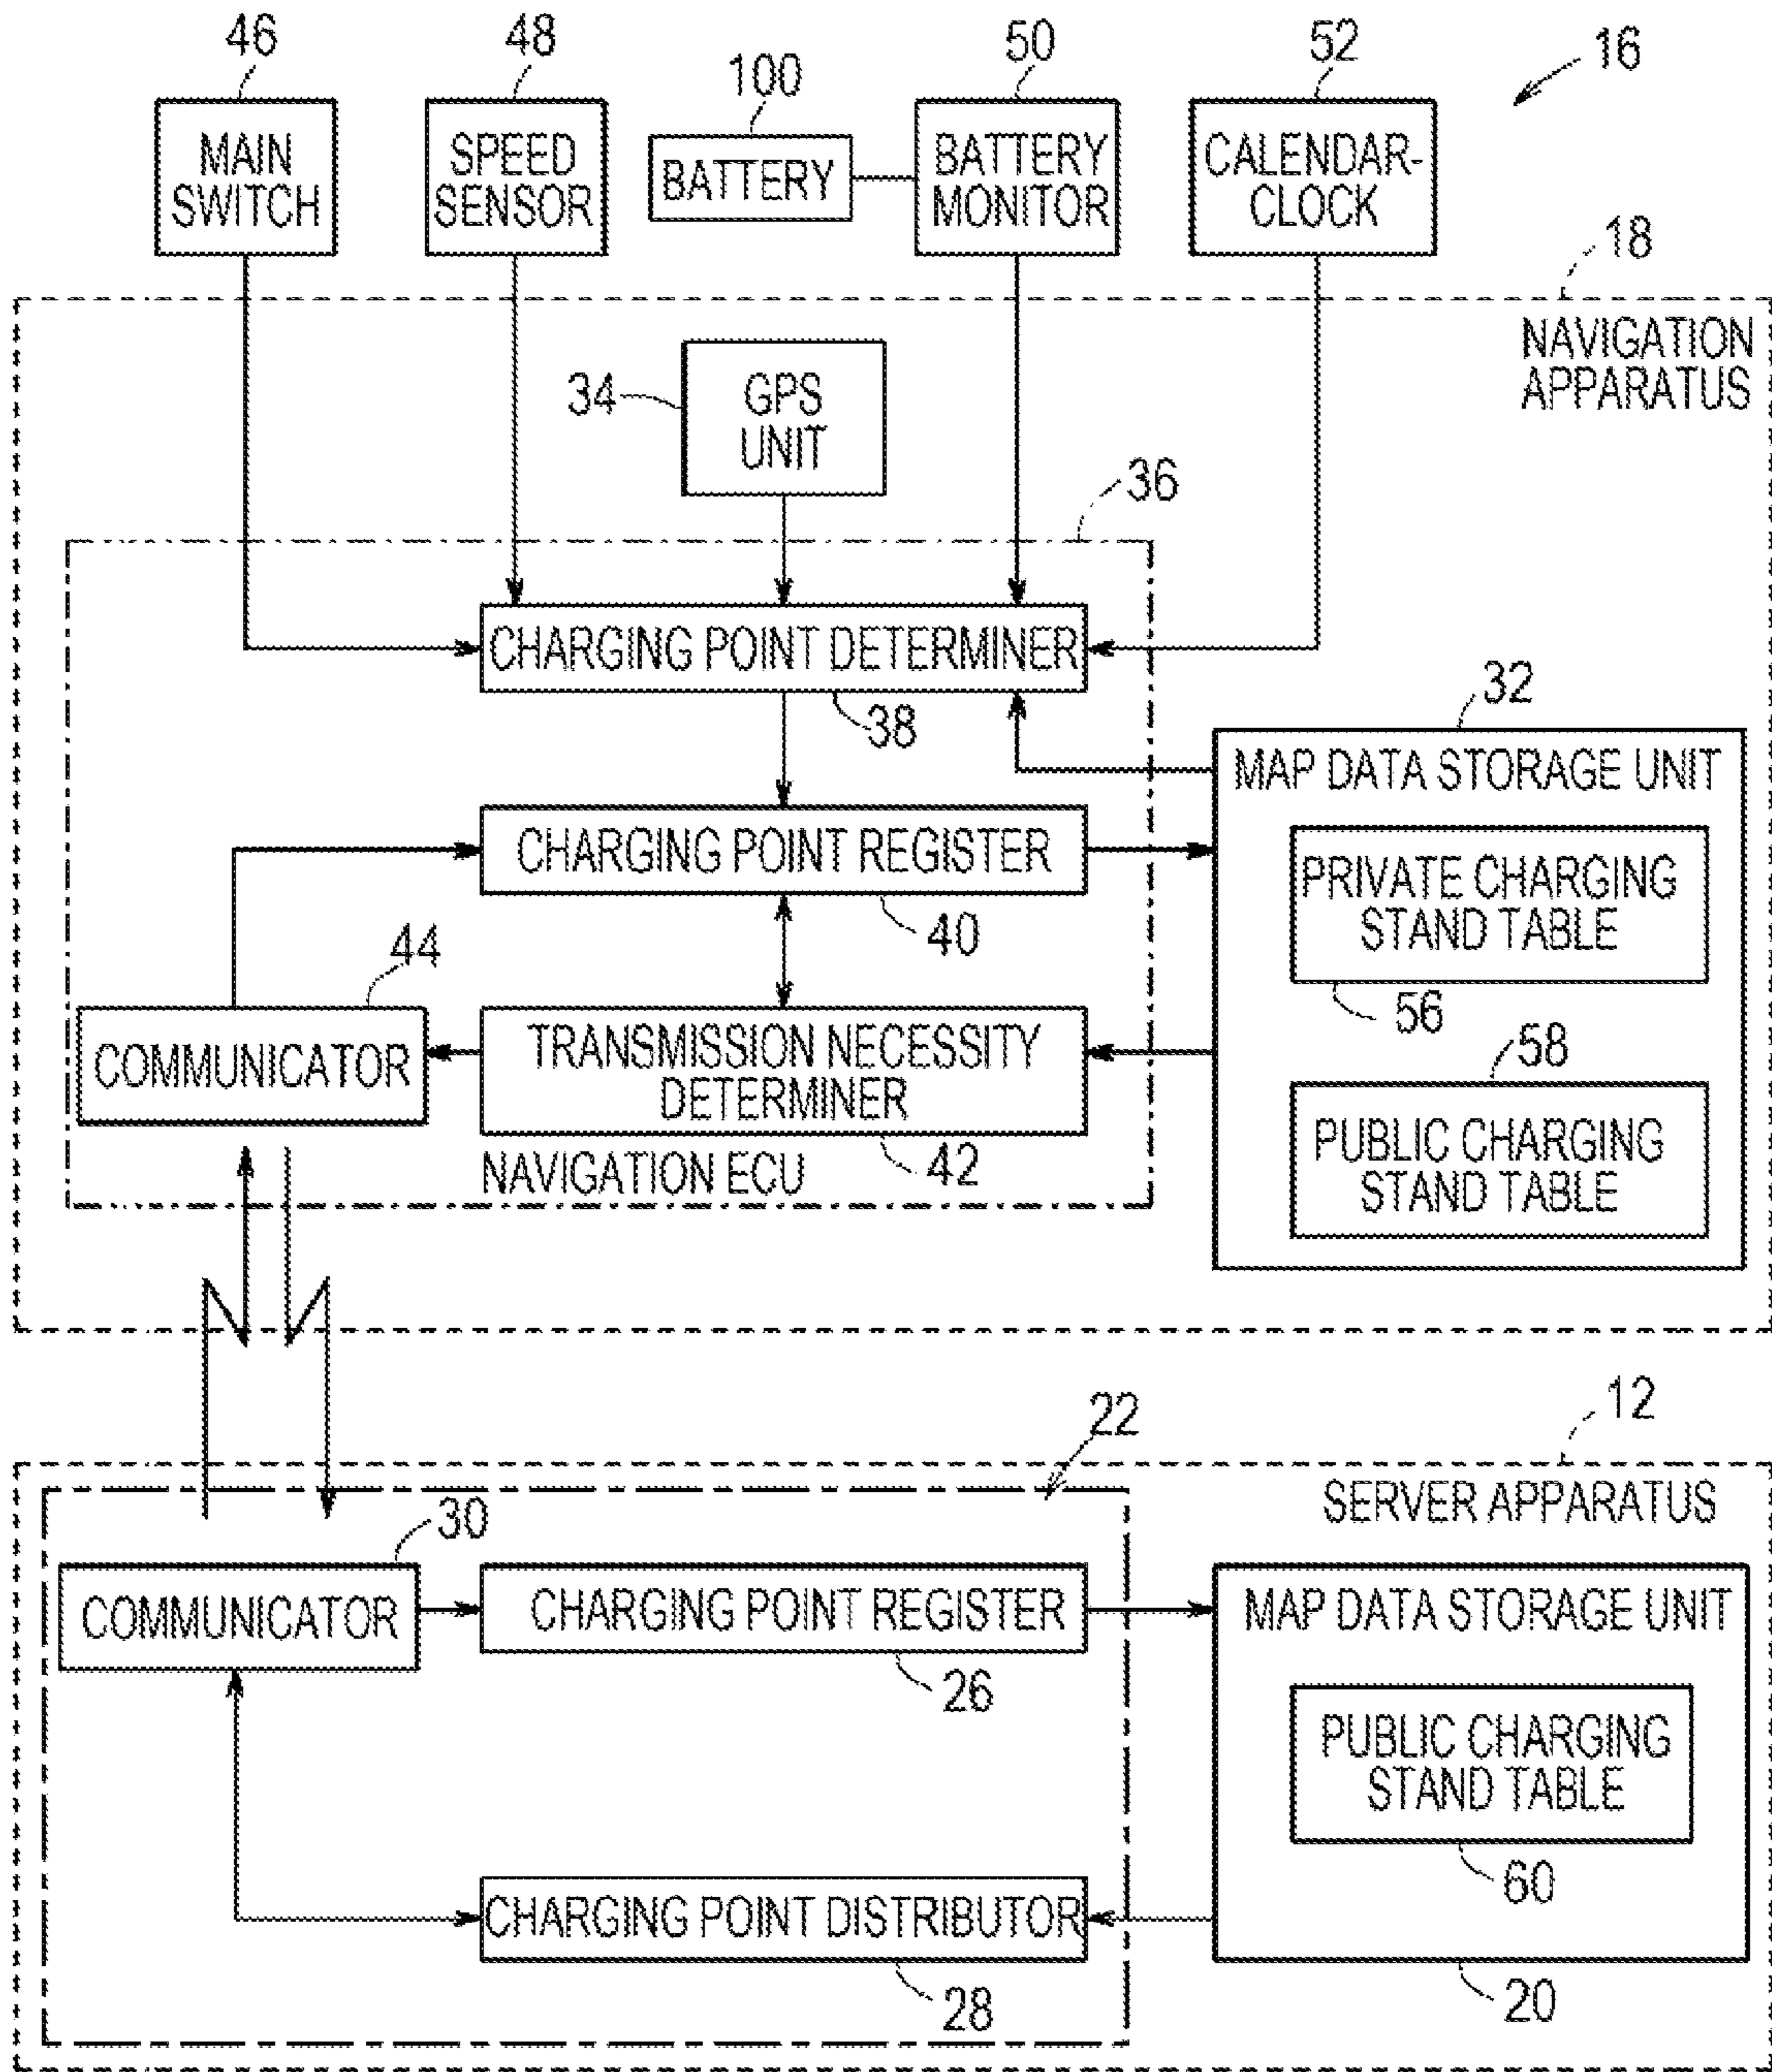 46
48
50
52
16
100
MAIN
SWITCH
SPEED
SENSOR
BATTERY
BATTERY
MONITOR
CALENDAR-
CLOCK
18
NAVIGATION
APPARATUS
34
GPS
UNIT
36
CHARGING POINT DETERMINER
38
32
MAP DATA STORAGE UNIT
CHARGING POINT REGISTER
40
PRIVATE CHARGING
STAND TABLE
56
44
COMMUNICATOR
TRANSMISSION NECESSITY
DETERMINER
42
58
PUBLIC CHARGING
STAND TABLE
NAVIGATION ECU
12
22
SERVER APPARATUS
30
COMMUNICATOR
CHARGING POINT REGISTER
26
MAP DATA STORAGE UNIT
PUBLIC CHARGING
STAND TABLE
60
CHARGING POINT DISTRIBUTOR
28
20